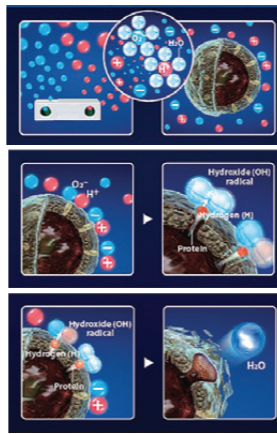 O₂⁻
H₂O
H⁺
O₂⁻
H⁺
Hydroxide (OH)
radical
Hydrogen (H)
Protein
Hydroxide (OH)
radical
Hydrogen (H)
Protein
H₂O